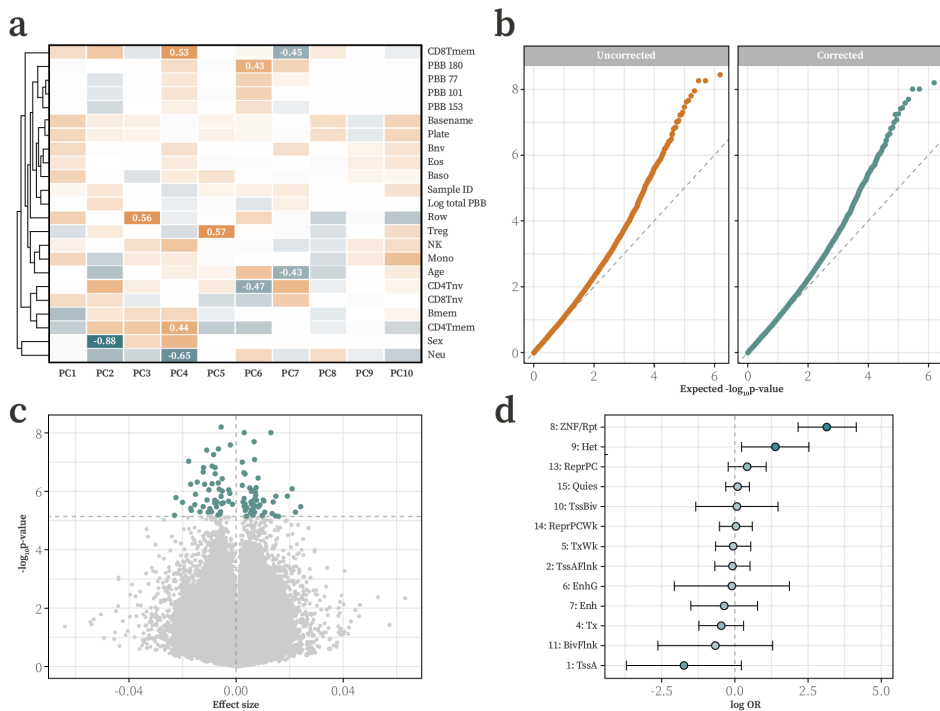 a
0.53
-0.45
CD8Tmem
0.43
PBB 180
PBB 77
PBB 101
PBB 153
Basename
Plate
Bnv
Eos
Baso
Sample ID
Log total PBB
0.56
Row
0.57
Treg
NK
Mono
-0.43
Age
-0.47
CD4Tnv
CD8Tnv
Bmem
0.44
CD4Tmem
-0.88
Sex
-0.65
Neu
PC1 PC2 PC3 PC4 PC5 PC6 PC7 PC8 PC9 PC10
b
Uncorrected
Corrected
8
6
4
2
0
0 2 4 6
0 2 4 6
Expected -log10p-value
c
8
6
4
2
0
-log10p-value
-0.04 0.00 0.04
Effect size
d
8: ZNF/Rpt
9: Het
13: ReprPC
15: Quies
10: TssBiv
14: ReprPCWk
5: TxWk
2: TssAFlnk
6: EnhG
7: Enh
4: Tx
11: BivFlnk
1: TssA
-2.5 0.0 2.5 5.0
log OR